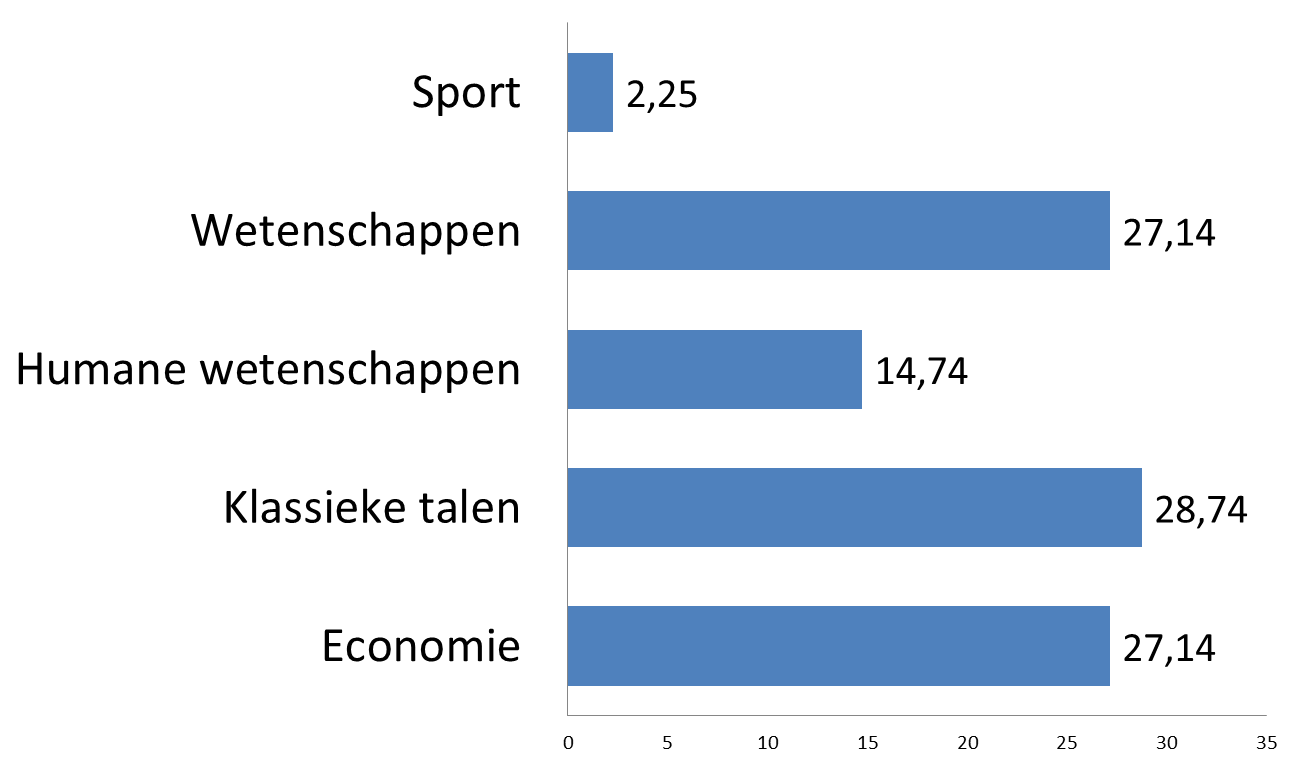 Sport 2,25
Wetenschappen 27,14
Humane wetenschappen 14,74
Klassieke talen 28,74
Economie 27,14
0 5 10 15 20 25 30 35